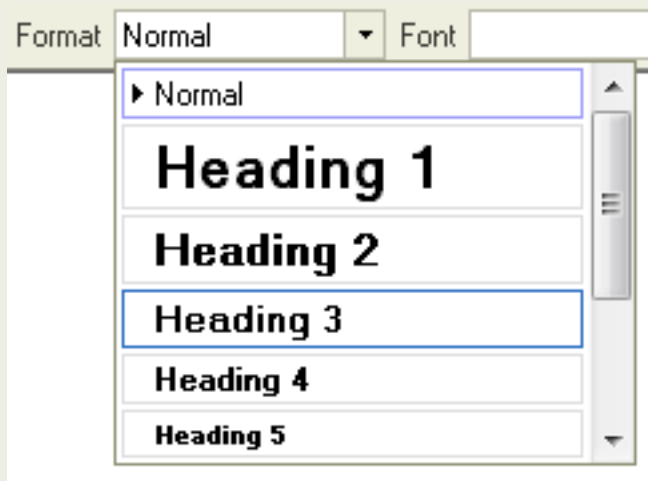 Format Normal Font
Normal
Heading 1
Heading 2
Heading 3
Heading 4
Heading 5